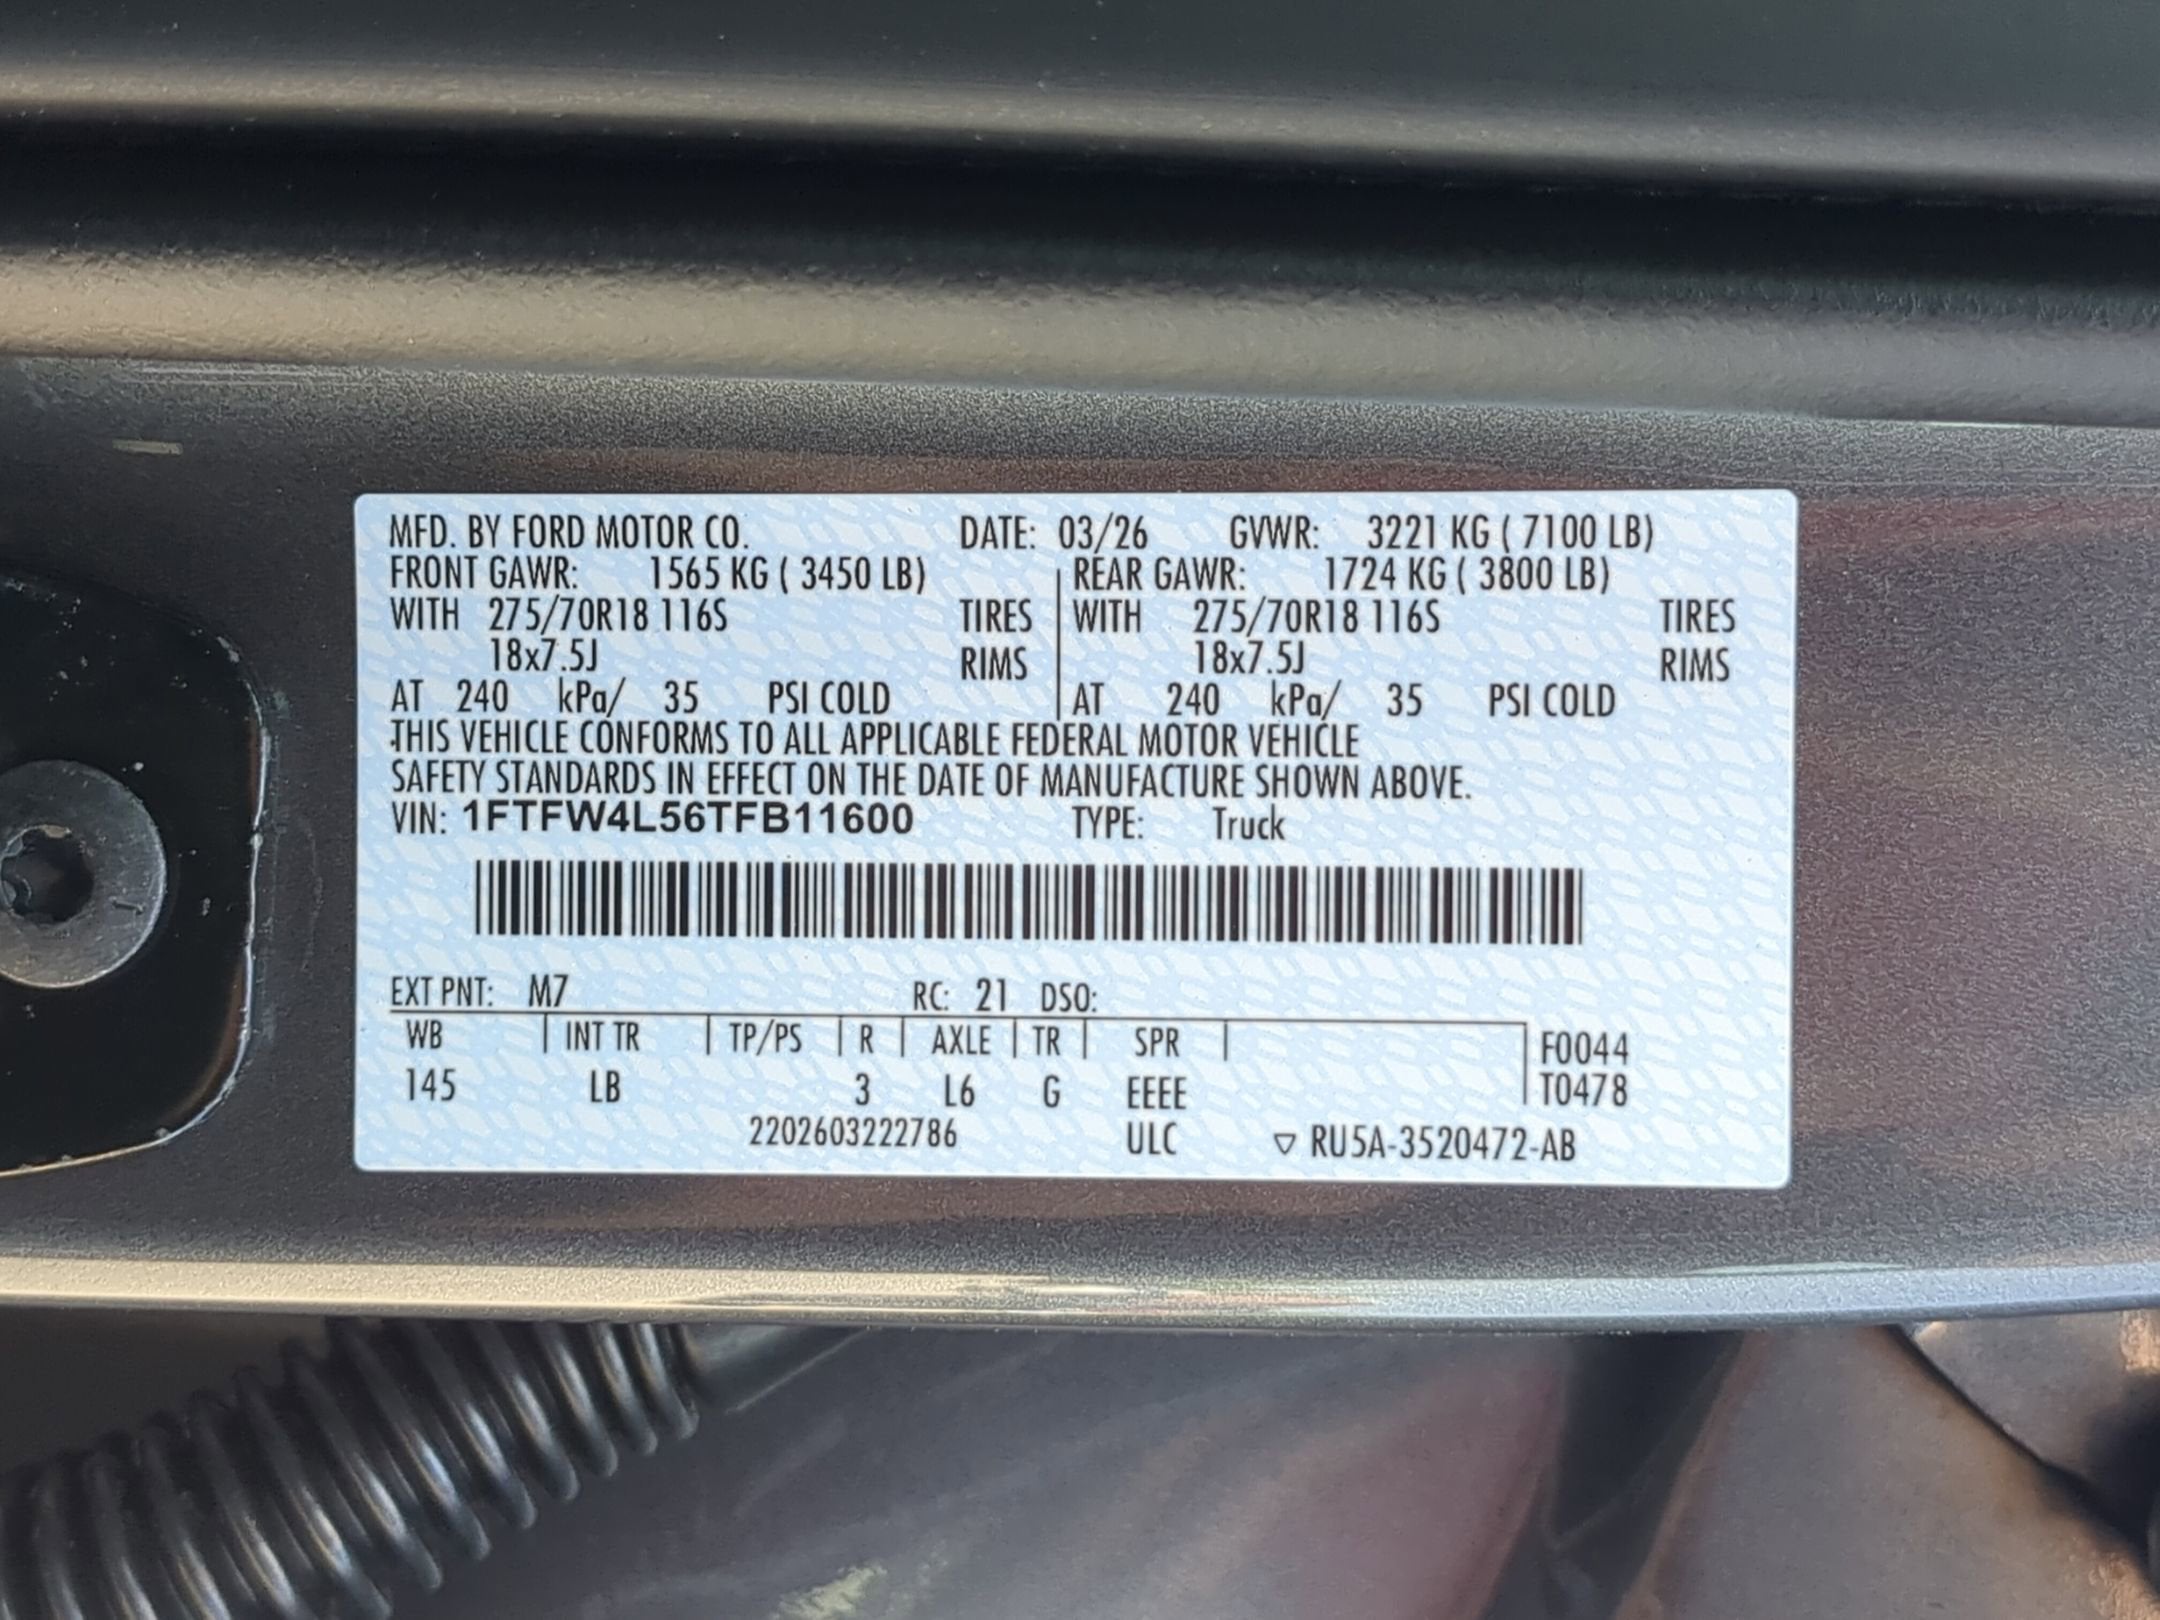 MFD. BY FORD MOTOR CO. DATE: 03/26 GVWR: 3221 KG ( 7100 LB)
FRONT GAWR: 1565 KG ( 3450 LB) REAR GAWR: 1724 KG ( 3800 LB)
WITH 275/70R18 116S TIRES WITH 275/70R18 116S TIRES
18x7.5J RIMS 18x7.5J RIMS
AT 240 kPa/ 35 PSI COLD AT 240 kPa/ 35 PSI COLD
THIS VEHICLE CONFORMS TO ALL APPLICABLE FEDERAL MOTOR VEHICLE
SAFETY STANDARDS IN EFFECT ON THE DATE OF MANUFACTURE SHOWN ABOVE.
VIN: 1FTFW4L56TFB11600 TYPE: Truck
EXT PNT: M7 RC: 21 DSO:
WB INT TR TP/PS R AXLE TR SPR F0044
145 LB 3 L6 G EEEE T0478
2202603222786 ULC ▽ RU5A-3520472-AB